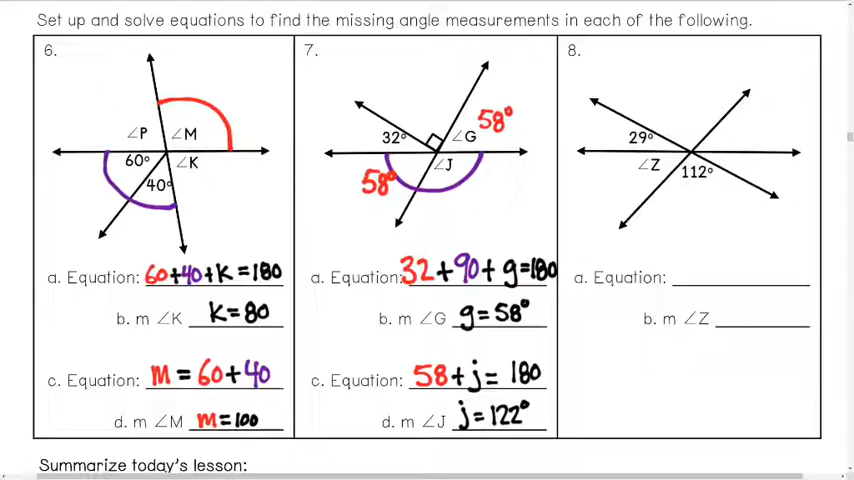 Set up and solve equations to find the missing angle measurements in each of the following.
6.
∠P ∠M
60° ∠K
40°
a. Equation: 60+40+K=180
b. m ∠K K=80
c. Equation: m=60+40
d. m ∠M m=100
7.
58°
32° ∠G
∠J
58°
a. Equation: 32+90+g=180
b. m ∠G g=58°
c. Equation: 58+j=180
d. m ∠J j=122°
8.
29°
∠Z 112°
a. Equation:
b. m ∠Z
Summarize today's lesson: